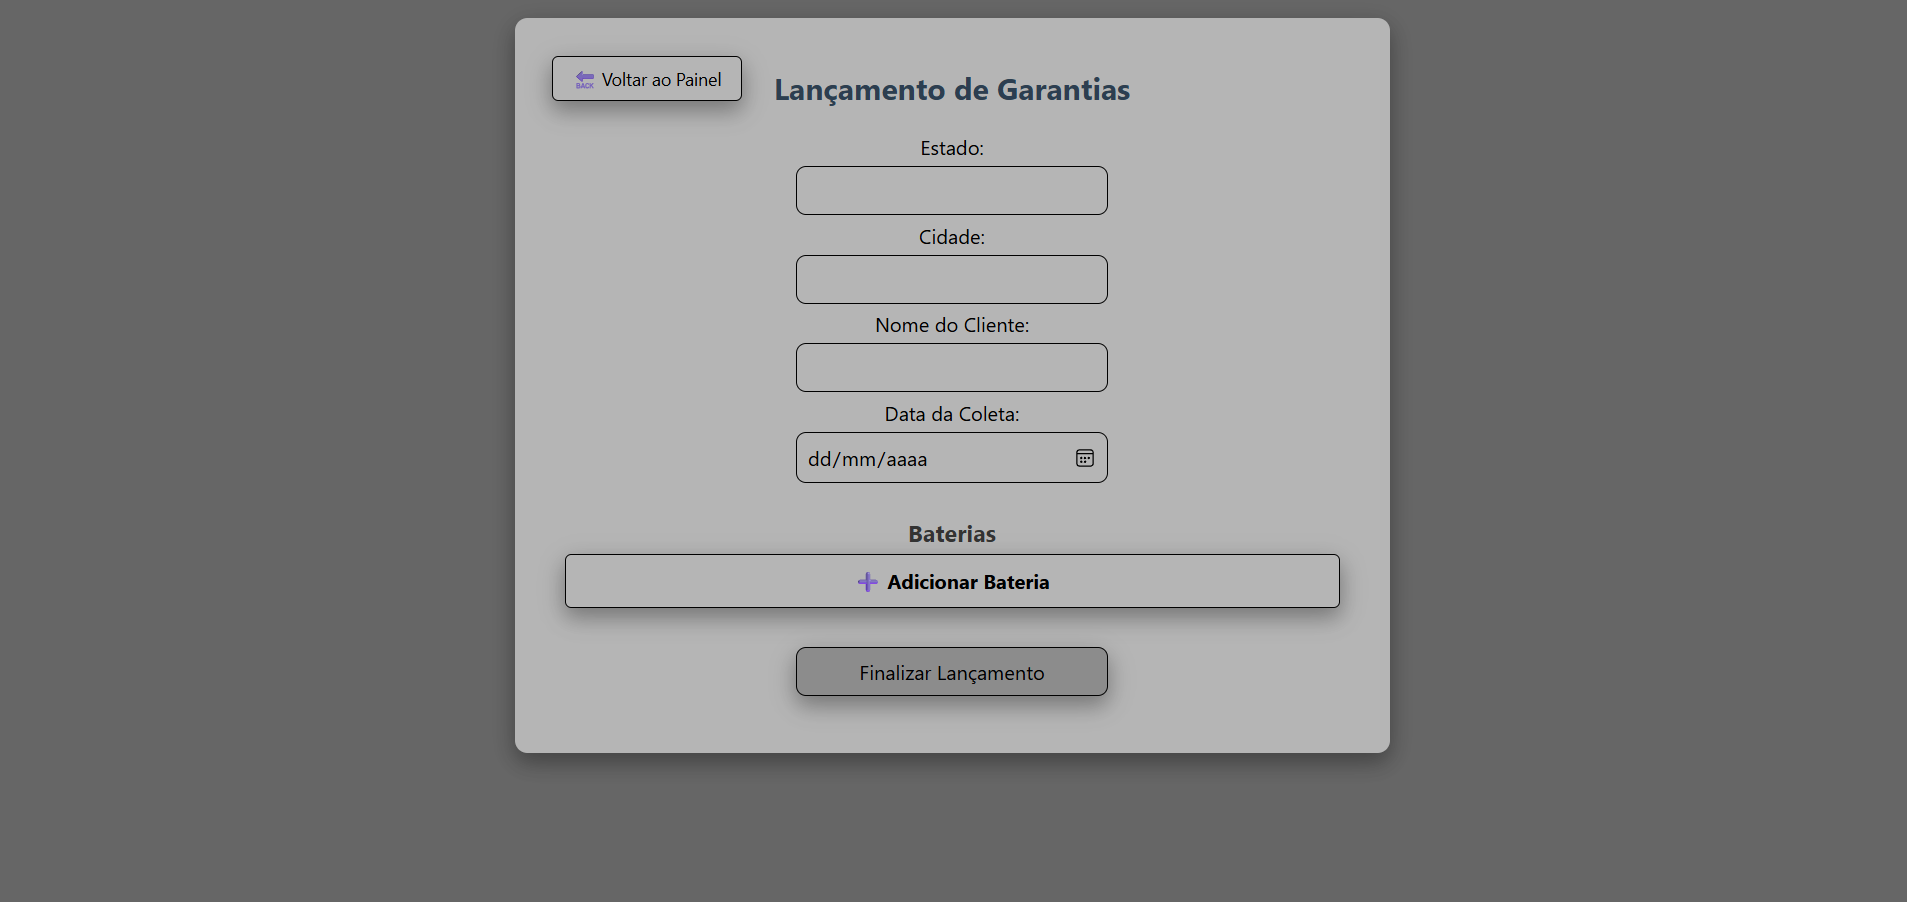 🔙 Voltar ao Painel
Lançamento de Garantias
Estado:
Cidade:
Nome do Cliente:
Data da Coleta:
dd/mm/aaaa
Baterias
➕ Adicionar Bateria
Finalizar Lançamento